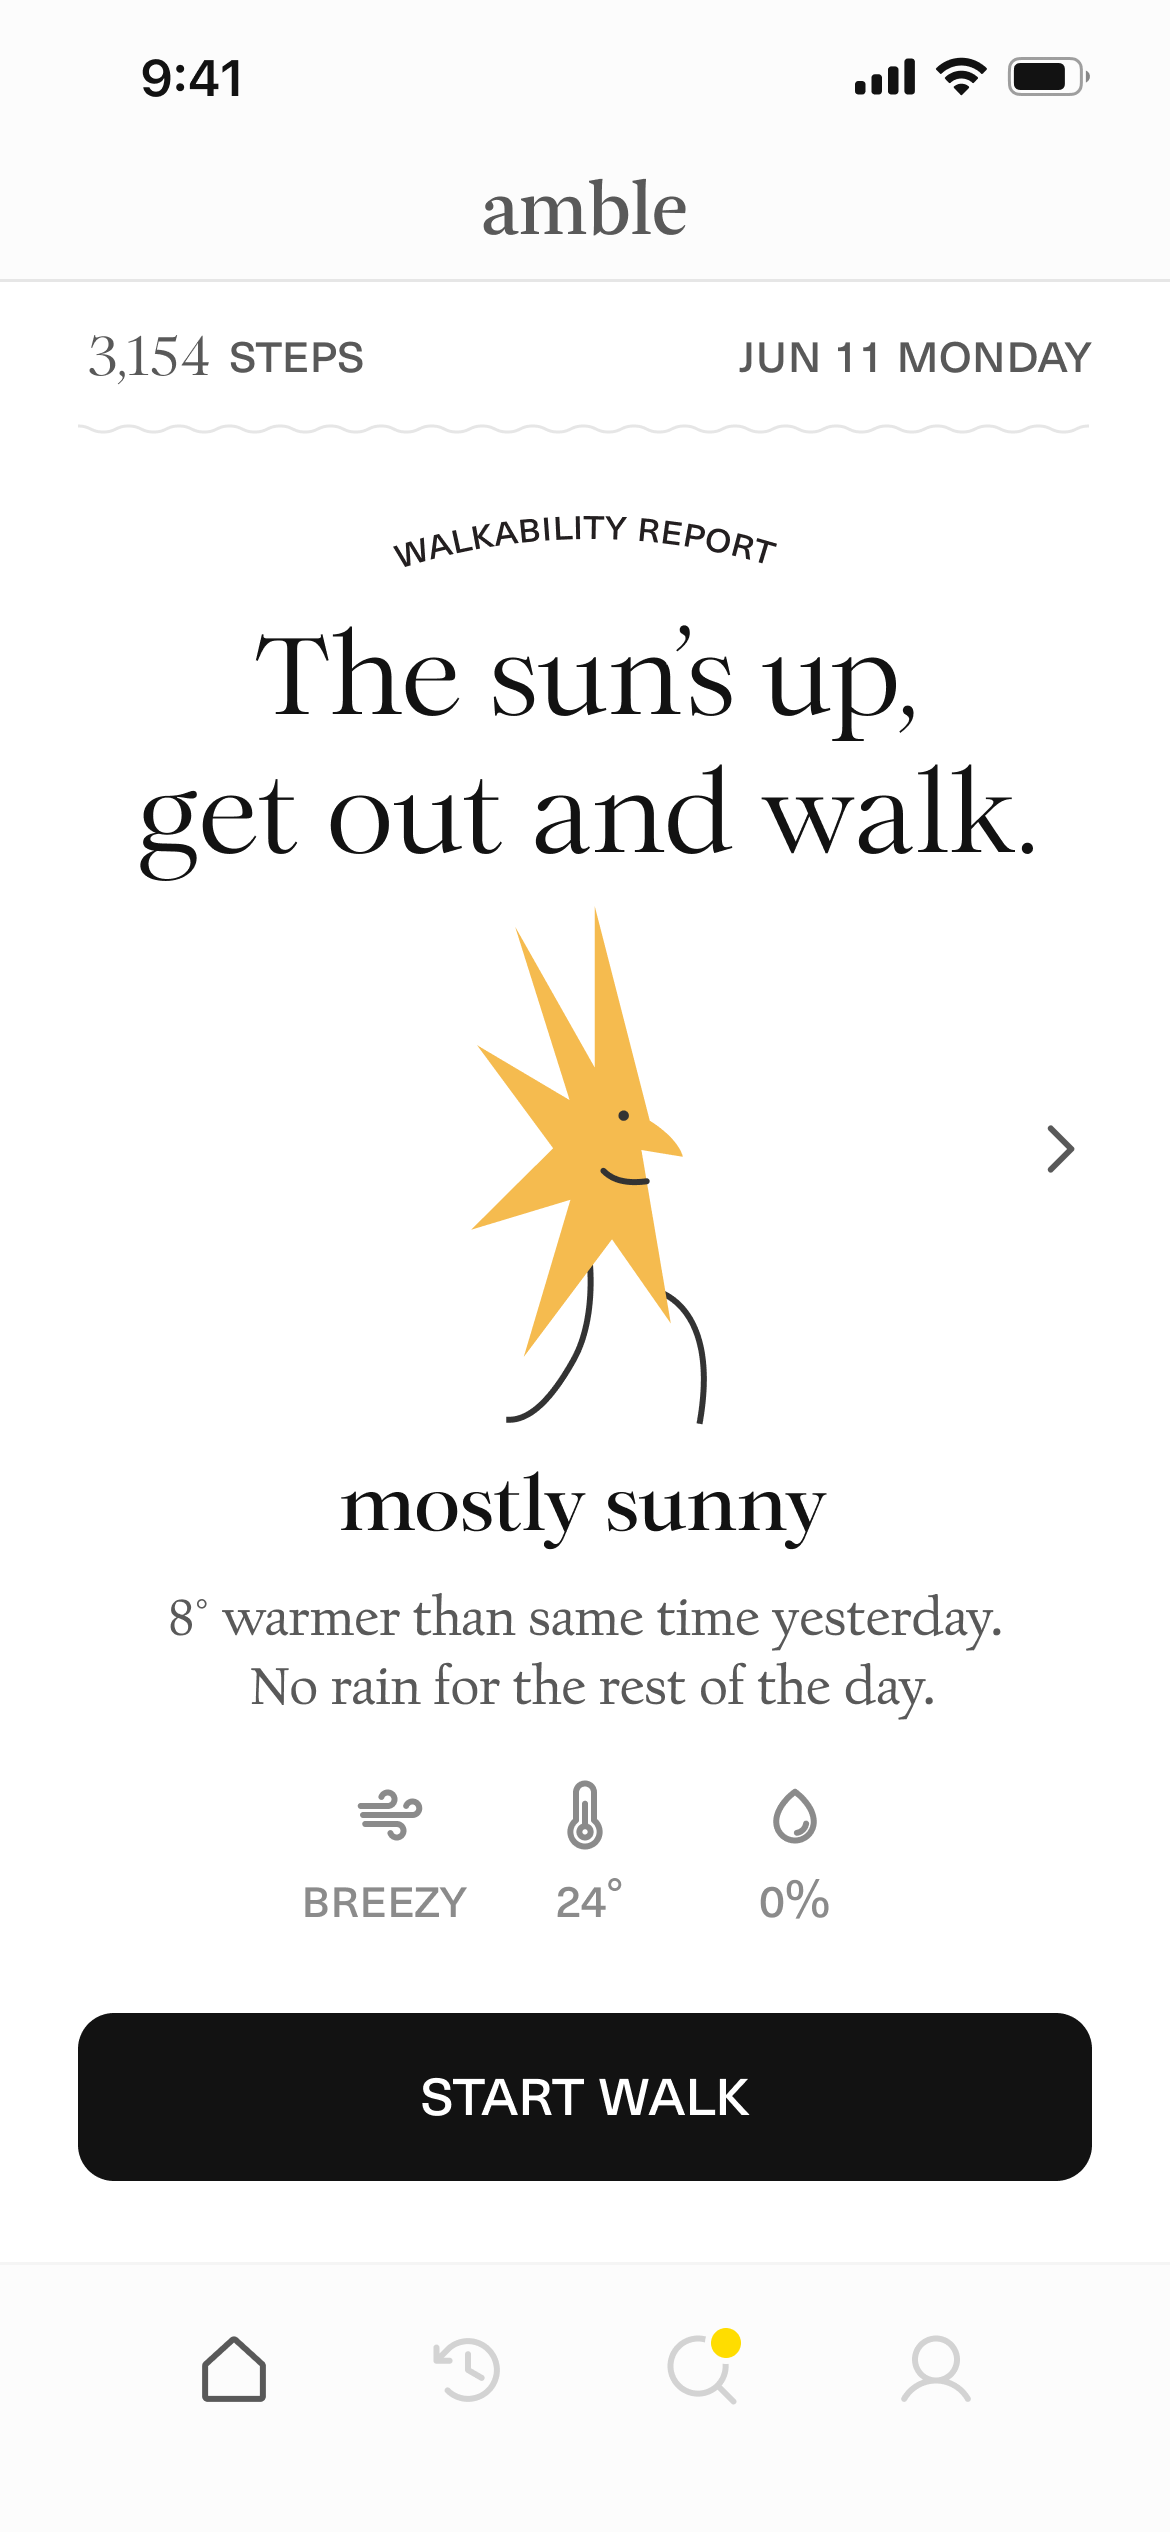 9:41
amble
3,154 STEPS
JUN 11 MONDAY
WALKABILITY REPORT
The sun’s up,
get out and walk.
mostly sunny
8° warmer than same time yesterday.
No rain for the rest of the day.
BREEZY 24° 0%
START WALK